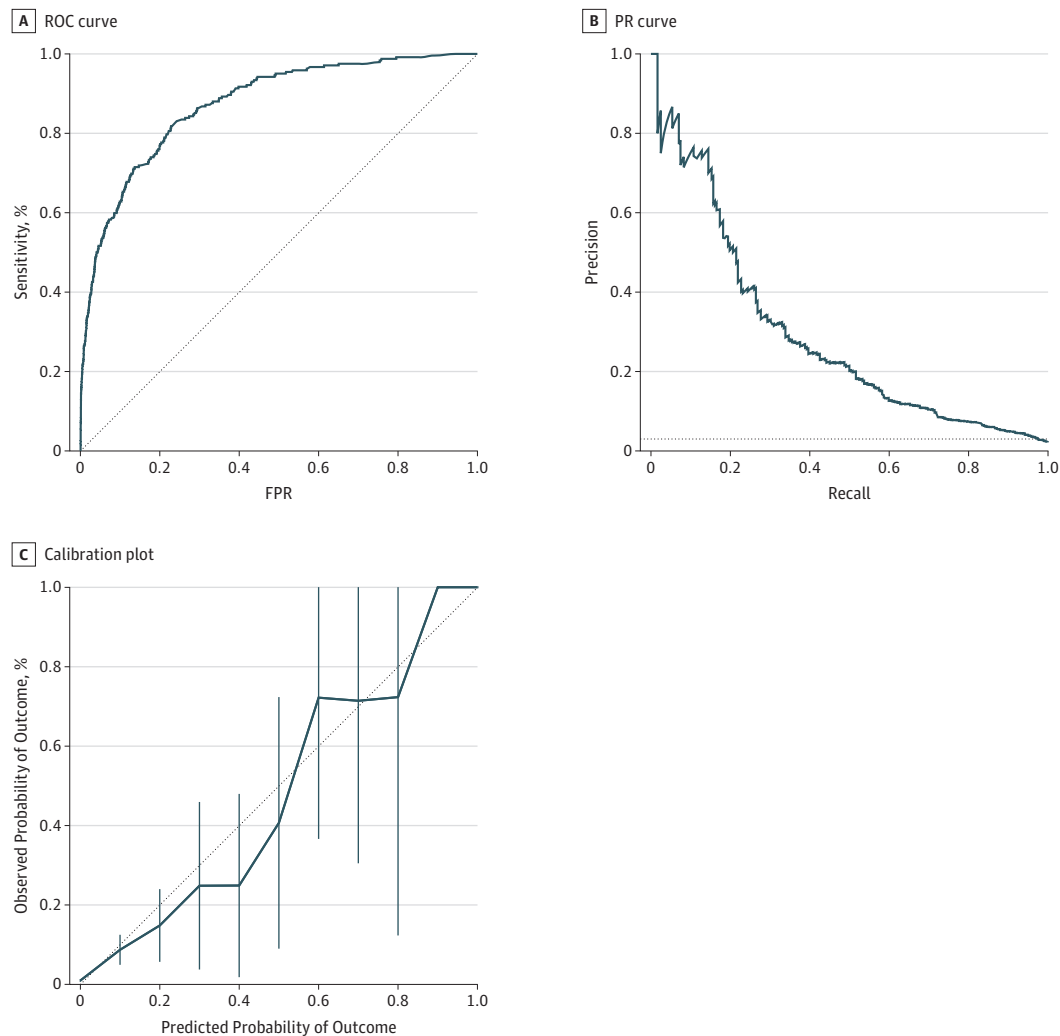 A ROC curve
1.0
0.8
0.6
0.4
0.2
0
Sensitivity, %
0 0.2 0.4 0.6 0.8 1.0
FPR
B PR curve
1.0
0.8
0.6
0.4
0.2
0
Precision
0 0.2 0.4 0.6 0.8 1.0
Recall
C Calibration plot
1.0
0.8
0.6
0.4
0.2
0
Observed Probability of Outcome, %
0 0.2 0.4 0.6 0.8 1.0
Predicted Probability of Outcome